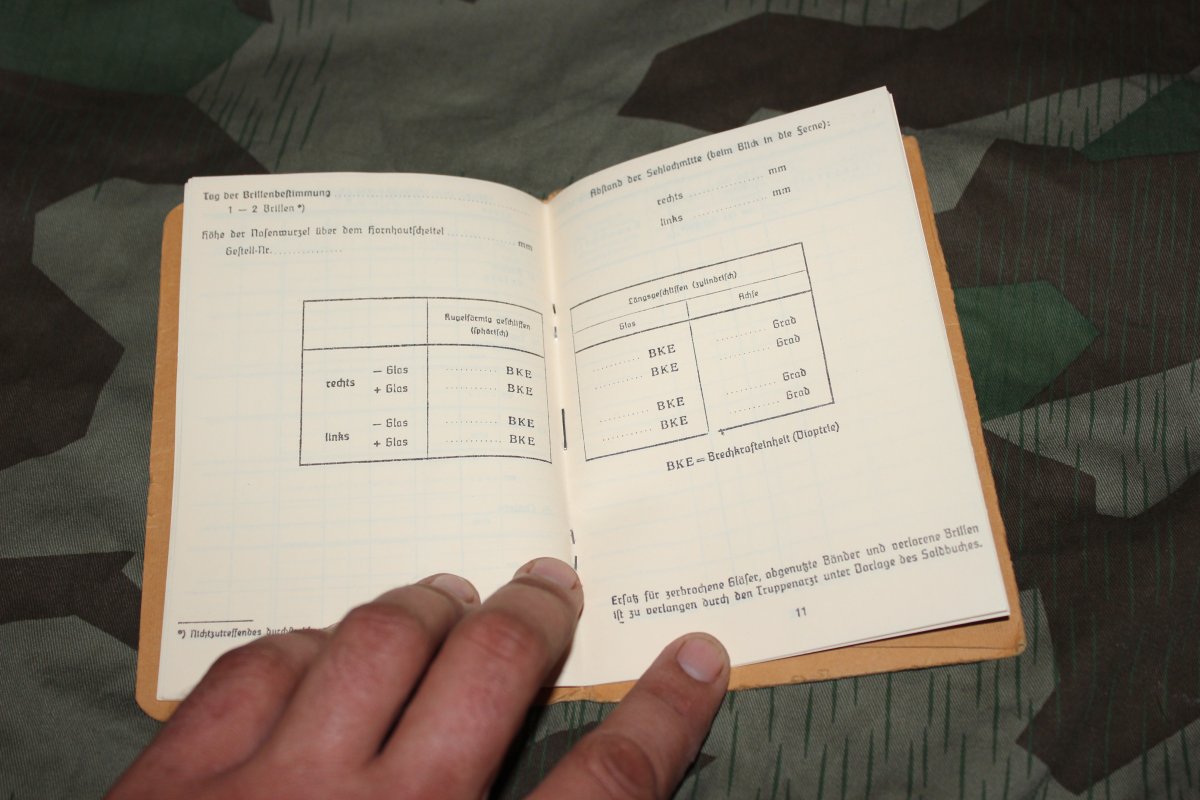 Tag der Brillenbestimmung ........................
1 — 2 Brillen *)
Höhe der Nasenwurzel über dem Hornhautscheitel .............. mm
Gestell-Nr. ................
Kugelförmig geschliffen
(sphärisch)
rechts
— Glas .......... BKE
+ Glas .......... BKE
links
— Glas .......... BKE
+ Glas .......... BKE
*) Nichtzutreffendes
Abstand der Sehlochmitte (beim Blick in die Ferne):
rechts .............. mm
links .............. mm
Längsgeschliffen (zylindrisch)
Glas Achse
.......... BKE .......... Grad
.......... BKE .......... Grad
.......... BKE .......... Grad
.......... BKE .......... Grad
BKE = Brechkrafteinheit (Dioptrie)
Ersatz für zerbrochene Gläser, abgenutzte Bänder und verlorene Brillen
ist zu verlangen durch den Truppenarzt unter Vorlage des Soldbuches.
11